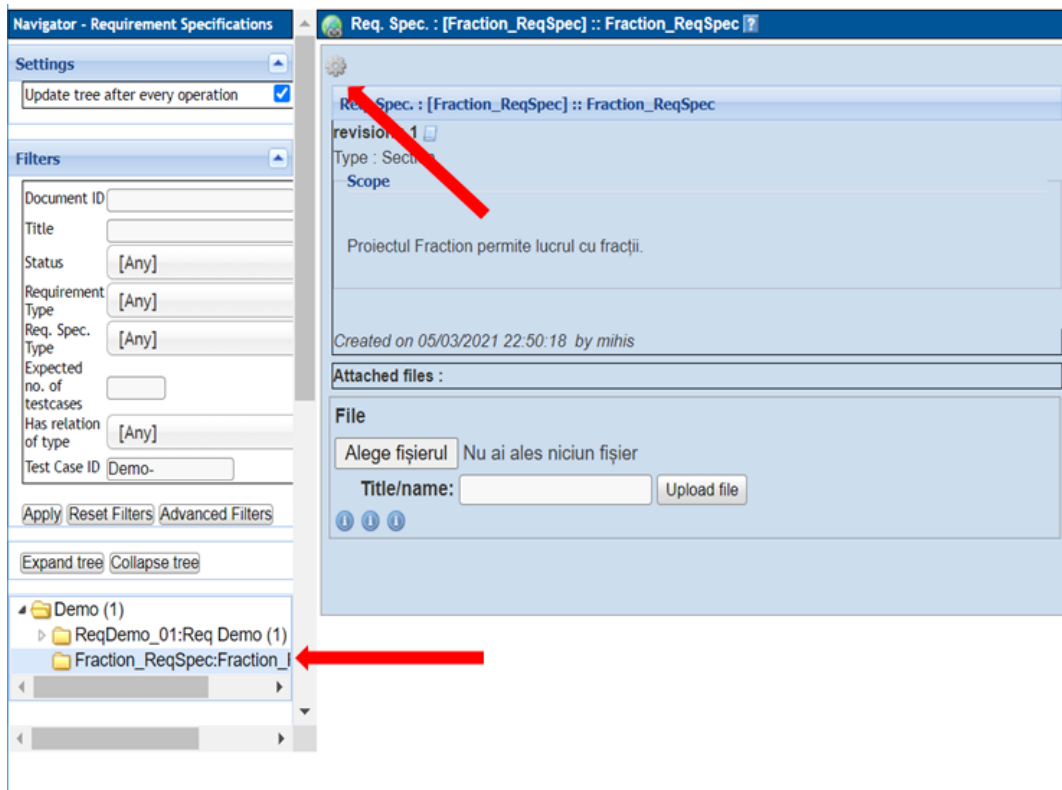 Navigator - Requirement Specifications
Settings
Update tree after every operation
Filters
Document ID
Title
Status [Any]
Requirement Type [Any]
Req. Spec. Type [Any]
Expected no. of testcases
Has relation of type [Any]
Test Case ID Demo-
Apply Reset Filters Advanced Filters
Expand tree Collapse tree
Demo (1)
ReqDemo_01:Req Demo (1)
Fraction_ReqSpec:Fraction_
Req. Spec. : [Fraction_ReqSpec] :: Fraction_ReqSpec ?
Req. Spec. : [Fraction_ReqSpec] :: Fraction_ReqSpec
revision 1
Type : Section
Scope
Proiectul Fraction permite lucrul cu fracții.
Created on 05/03/2021 22:50:18 by mihis
Attached files :
File
Alege fișierul Nu ai ales niciun fișier
Title/name: Upload file